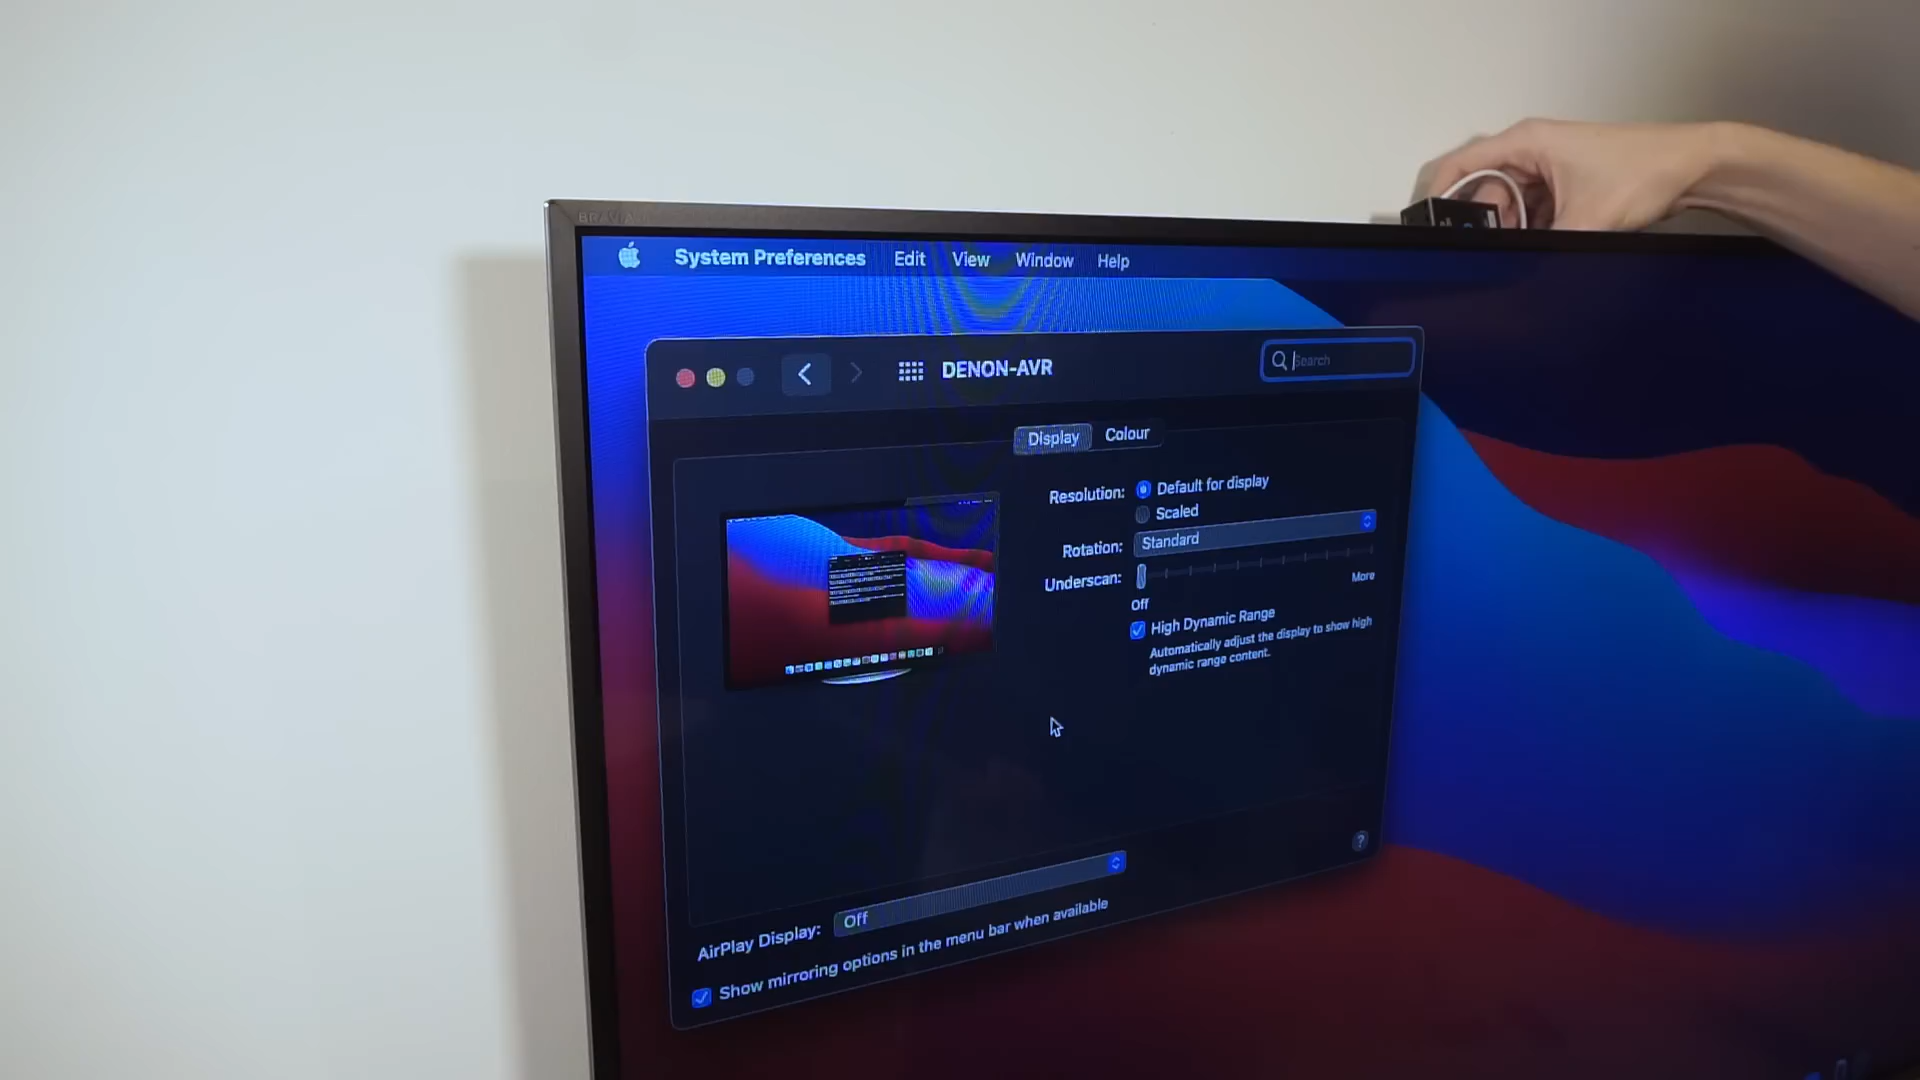 BRAVIA
System Preferences Edit View Window Help
DENON-AVR
Search
Display Colour
Resolution: Default for display
Scaled
Rotation: Standard
Underscan:
Off More
High Dynamic Range
Automatically adjust the display to show high
dynamic range content.
?
AirPlay Display: Off
Show mirroring options in the menu bar when available